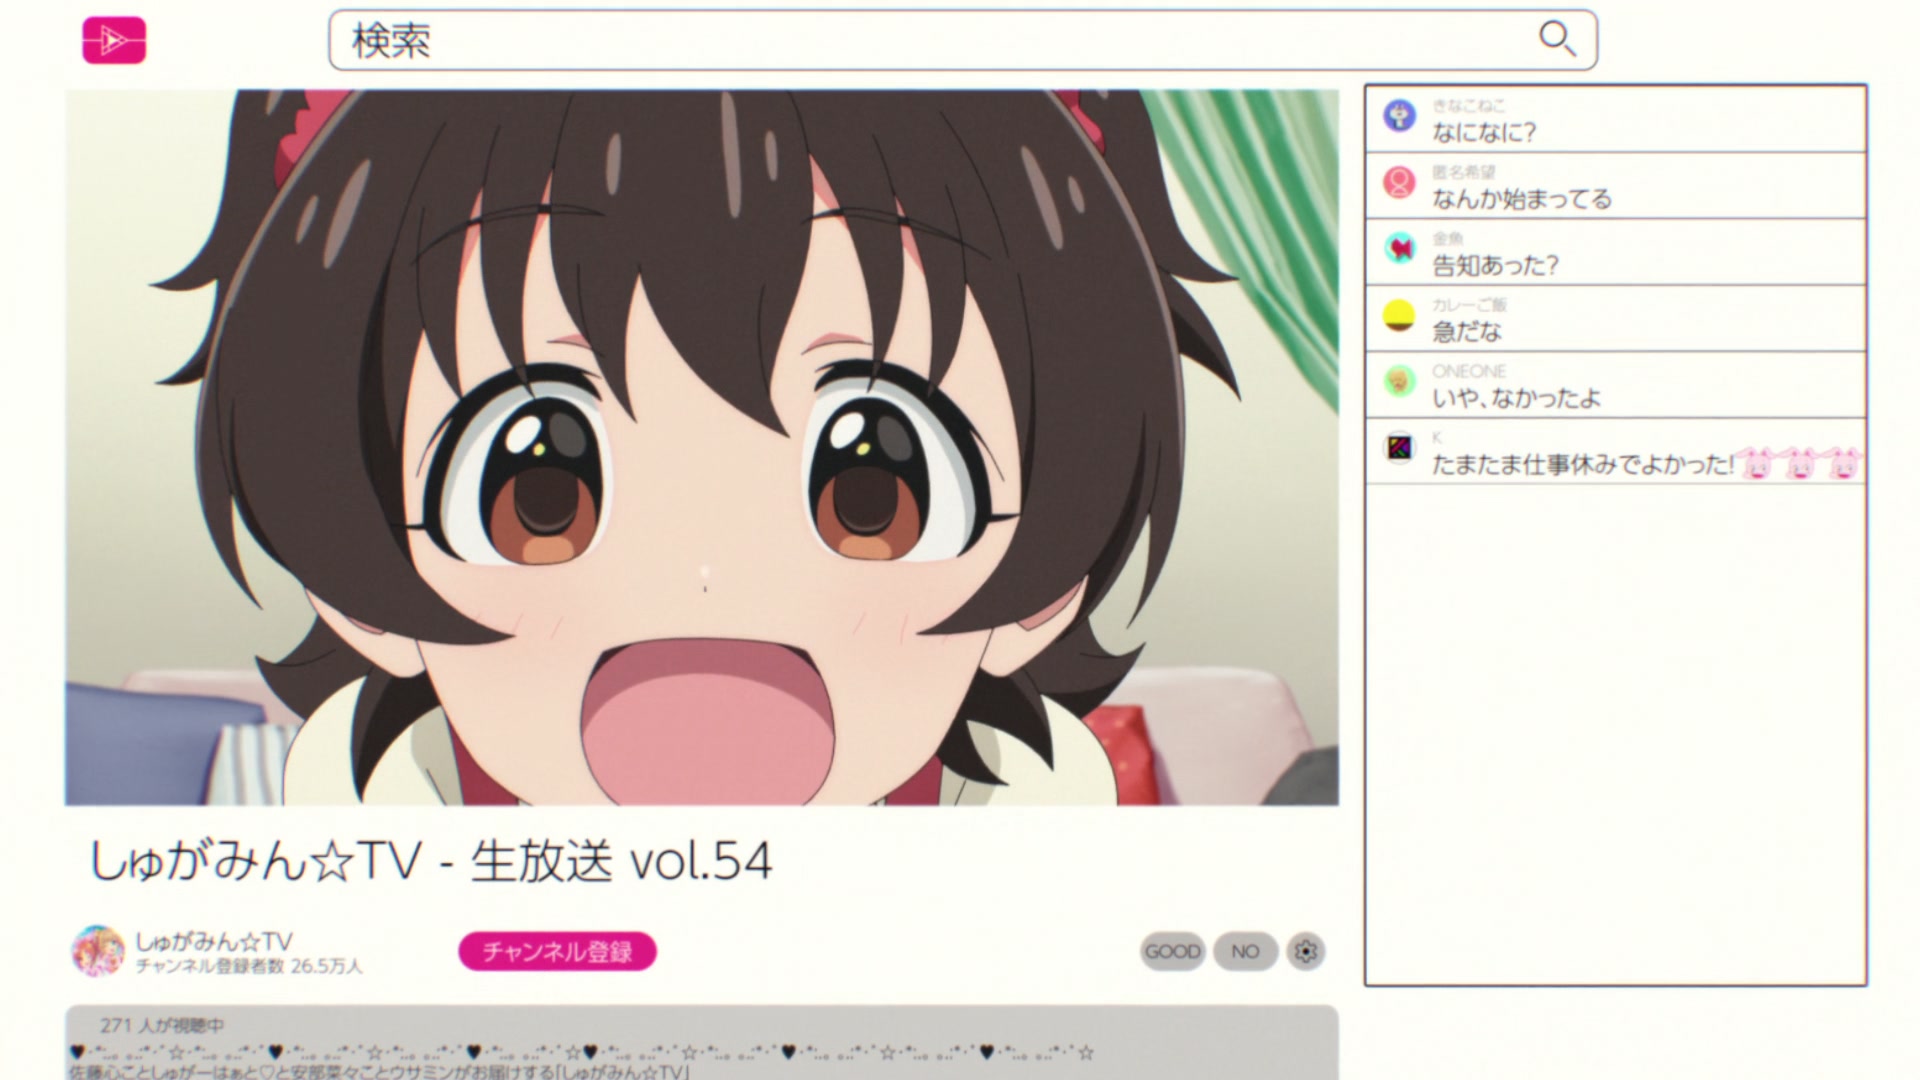 検索
きなこねこ
なになに?
匿名希望
なんか始まってる
金魚
告知あった?
カレーご飯
急だな
ONEONE
いや、なかったよ
K
たまたま仕事休みでよかった!
しゅがみん☆TV - 生放送 vol.54
しゅがみん☆TV
チャンネル登録者数 26.5万人
チャンネル登録
GOOD
NO
271 人が視聴中
佐藤心ことしゅがーはぁと♡と安部菜々ことウサミンがお届けする「しゅがみん☆TV」